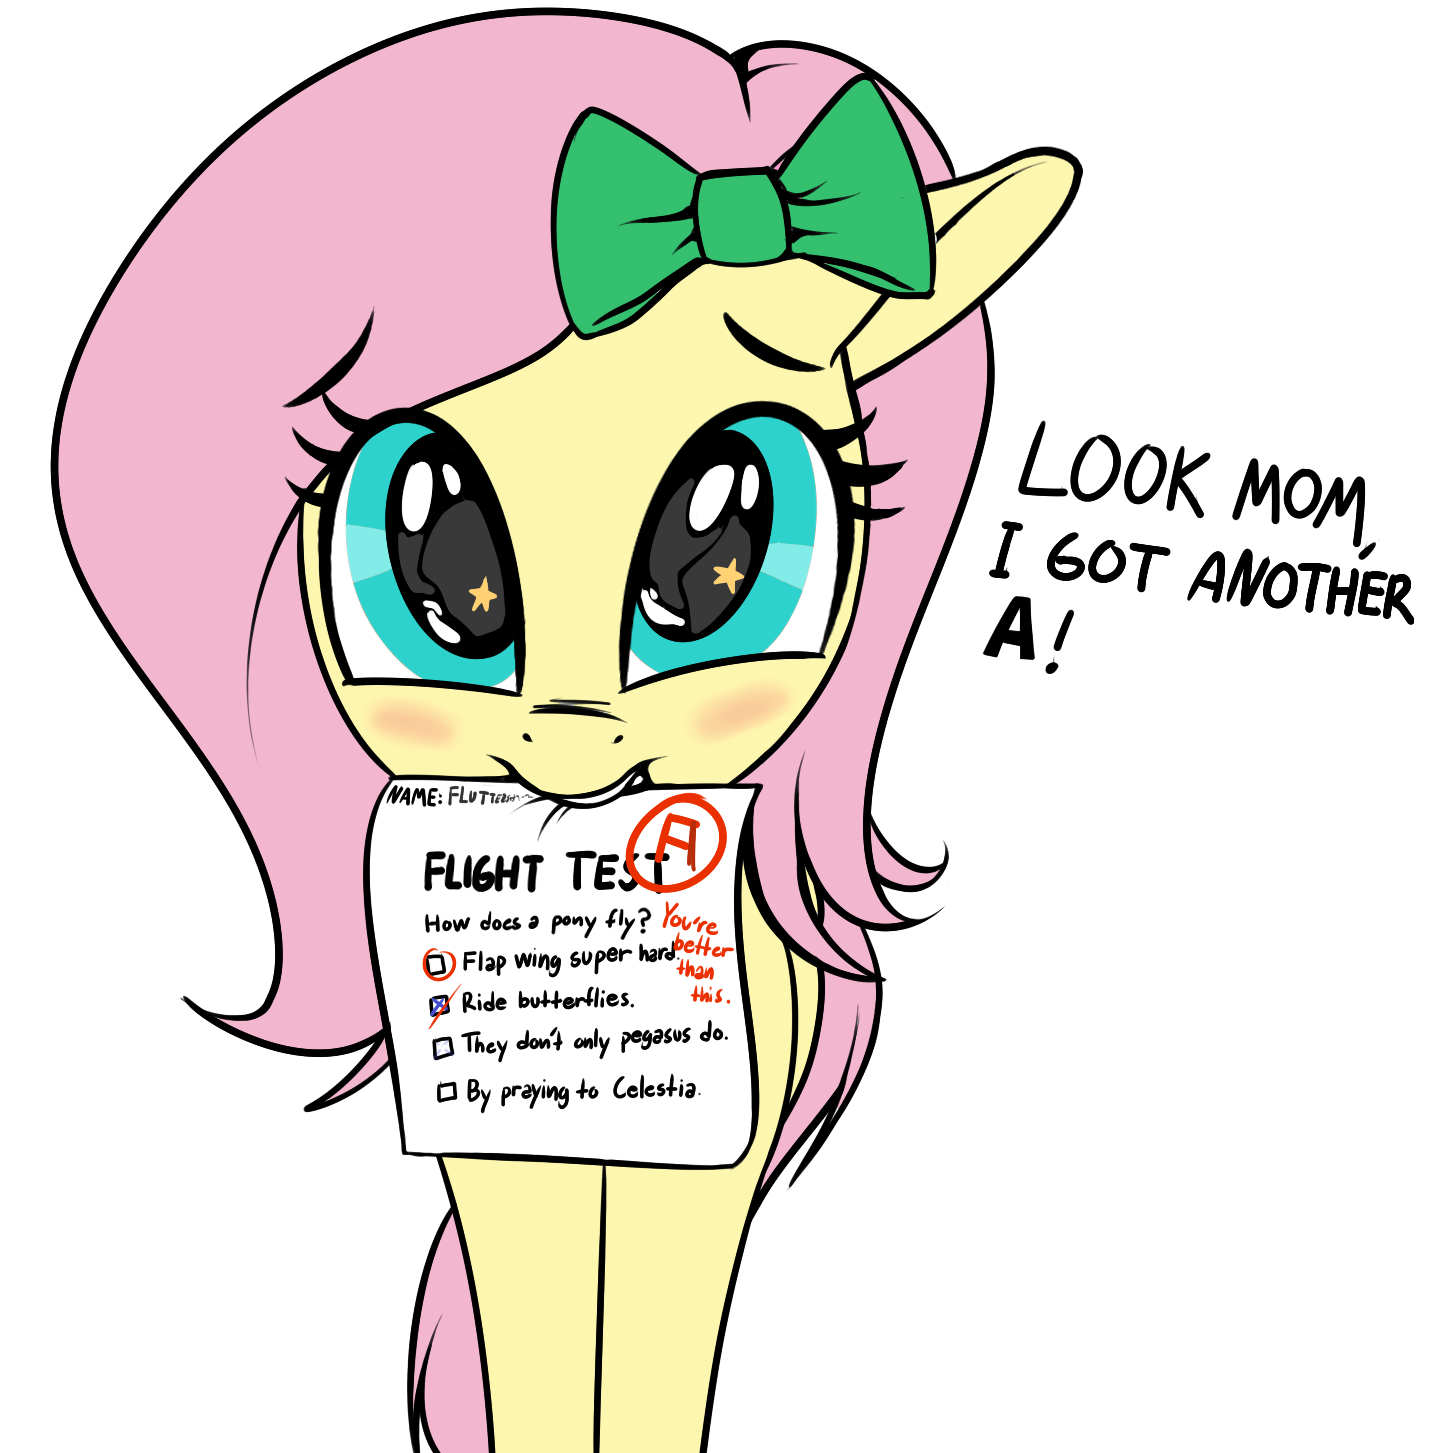 LOOK MOM,
I GOT ANOTHER
A!
NAME:
A
FLIGHT TEST
How does a pony fly?
You're
better
than
this.
Flap wing super hard.
Ride butterflies.
They don't only pegasus do.
By praying to Celestia.